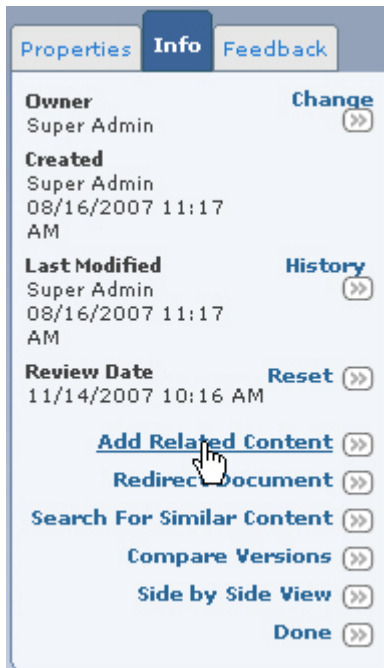 Properties Info Feedback
Owner Change
Super Admin
Created
Super Admin
08/16/2007 11:17
AM
Last Modified History
Super Admin
08/16/2007 11:17
AM
Review Date Reset
11/14/2007 10:16 AM
Add Related Content
Redirect Document
Search For Similar Content
Compare Versions
Side by Side View
Done